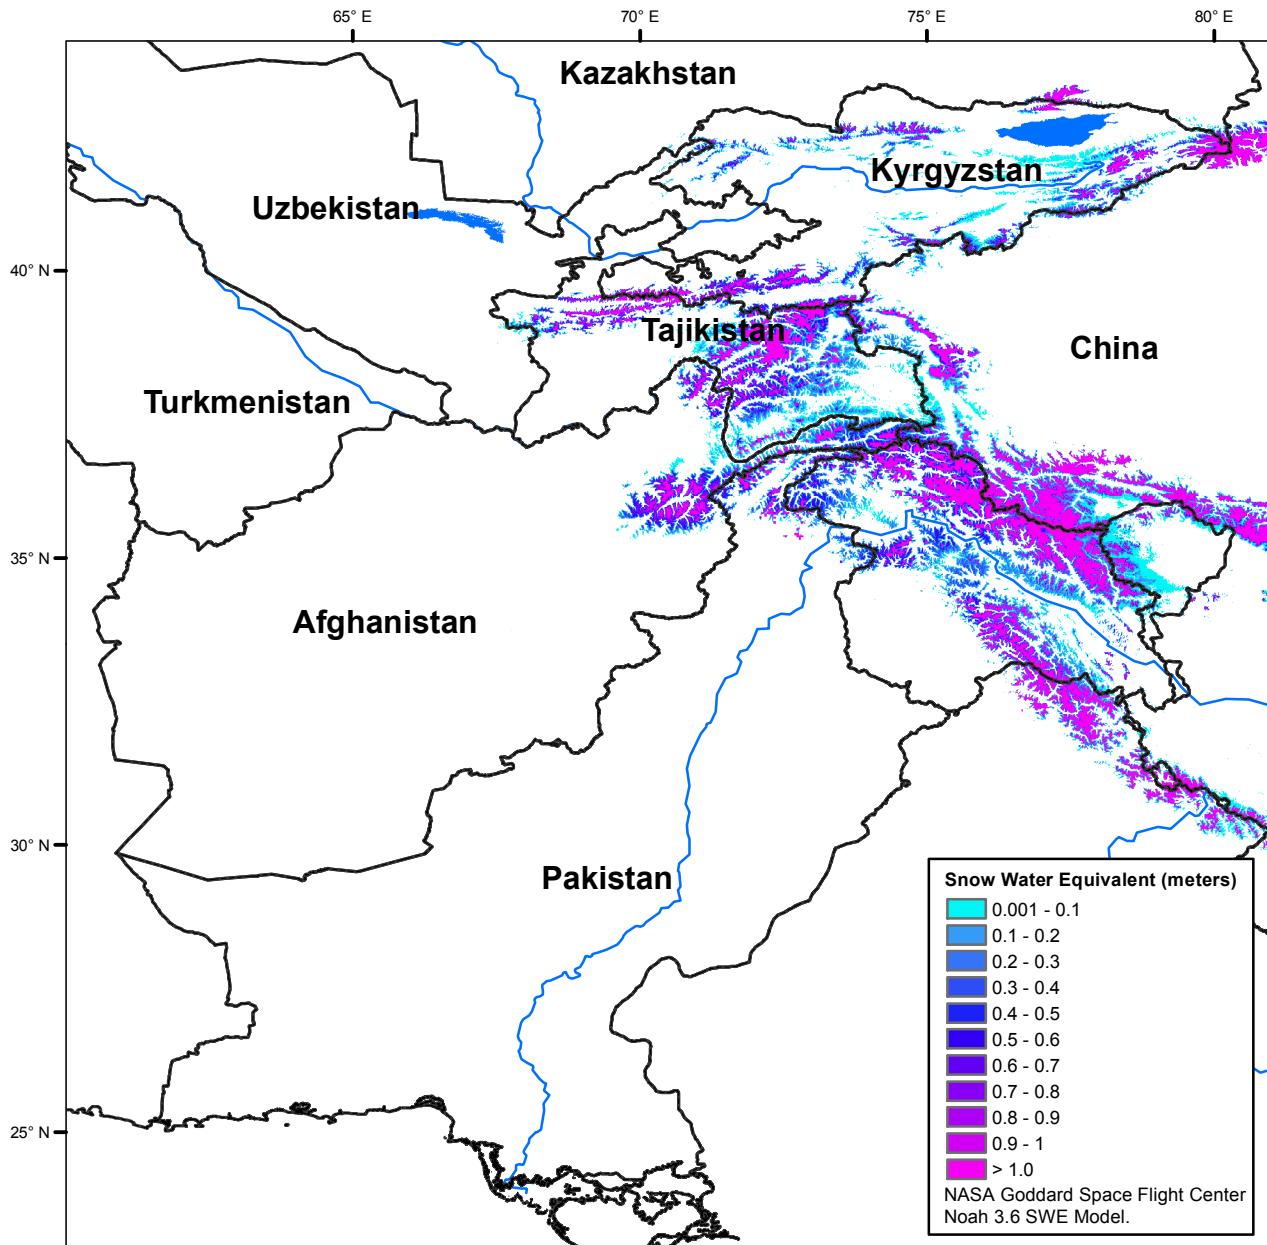 65° E
70° E
75° E
80° E
Kazakhstan
Kyrgyzstan
Uzbekistan
40° N
Tajikistan
China
Turkmenistan
35° N
Afghanistan
30° N
Pakistan
25° N
Snow Water Equivalent (meters)
0.001 - 0.1
0.1 - 0.2
0.2 - 0.3
0.3 - 0.4
0.4 - 0.5
0.5 - 0.6
0.6 - 0.7
0.7 - 0.8
0.8 - 0.9
0.9 - 1
> 1.0
NASA Goddard Space Flight Center
Noah 3.6 SWE Model.